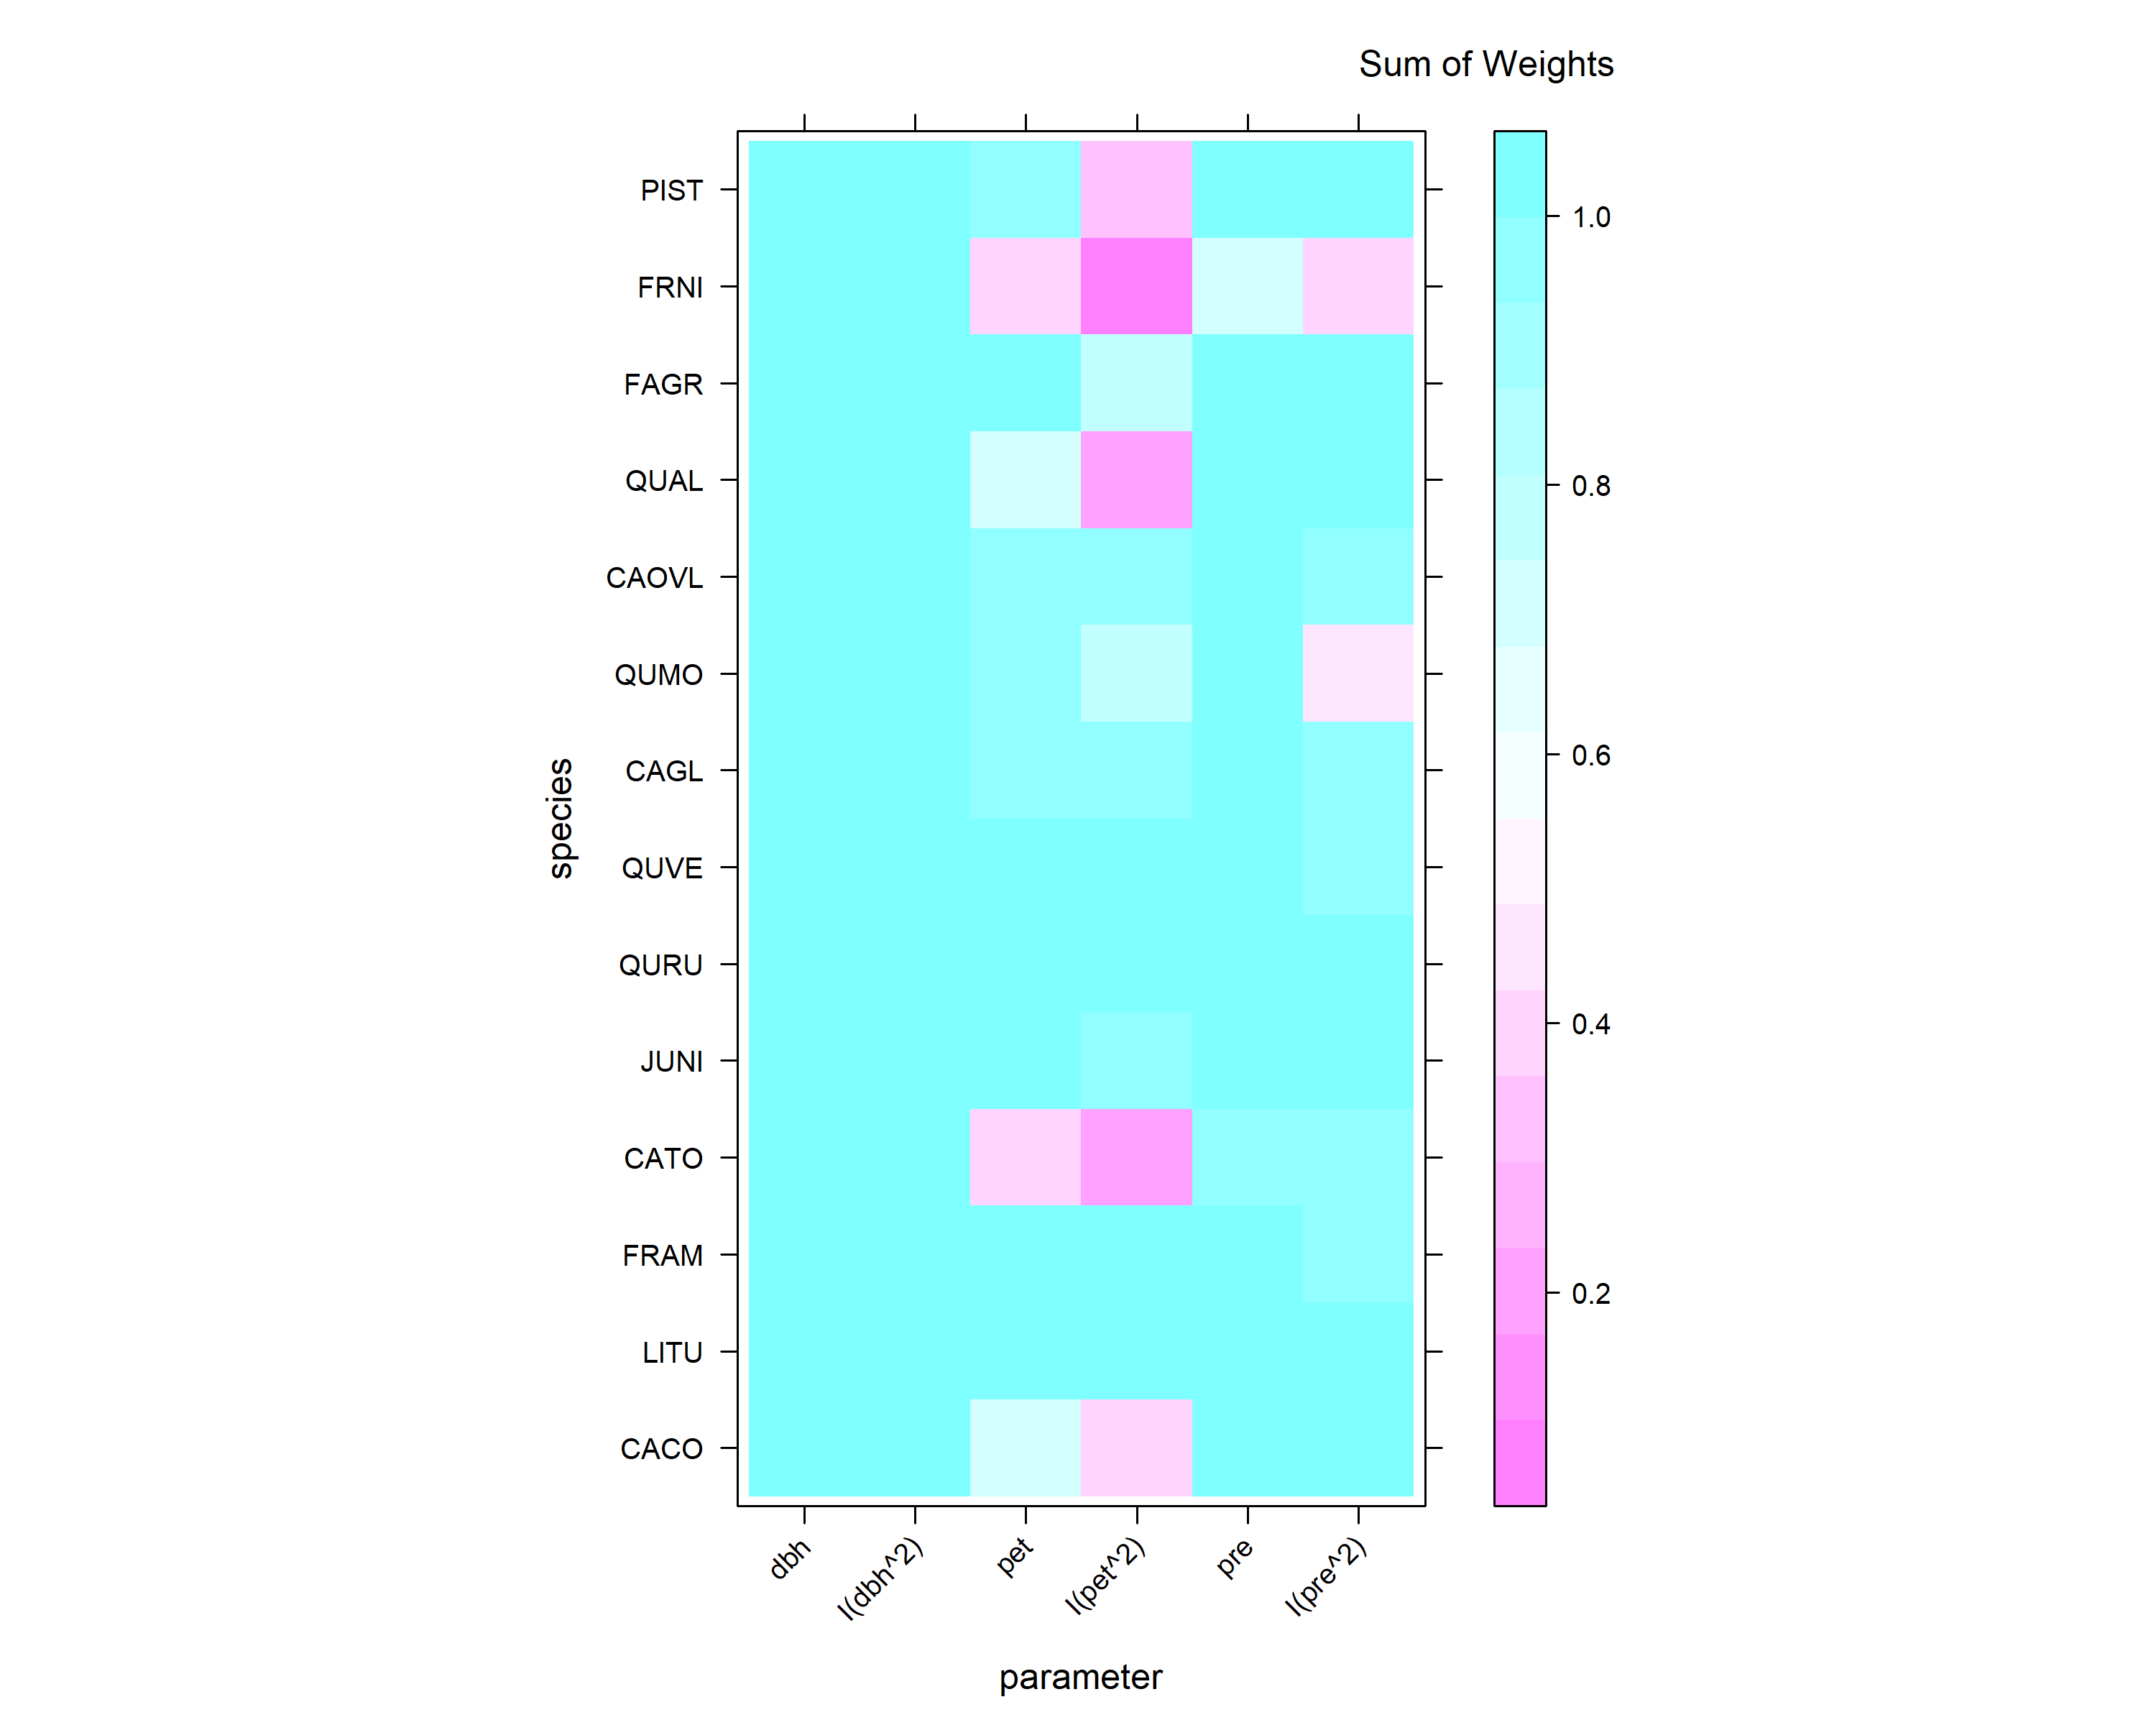 Sum of Weights
PIST
FRNI
FAGR
QUAL
CAOVL
QUMO
CAGL
QUVE
QURU
JUNI
CATO
FRAM
LITU
CACO
species
1.0
0.8
0.6
0.4
0.2
dbh
I(dbh^2)
pet
I(pet^2)
pre
I(pre^2)
parameter